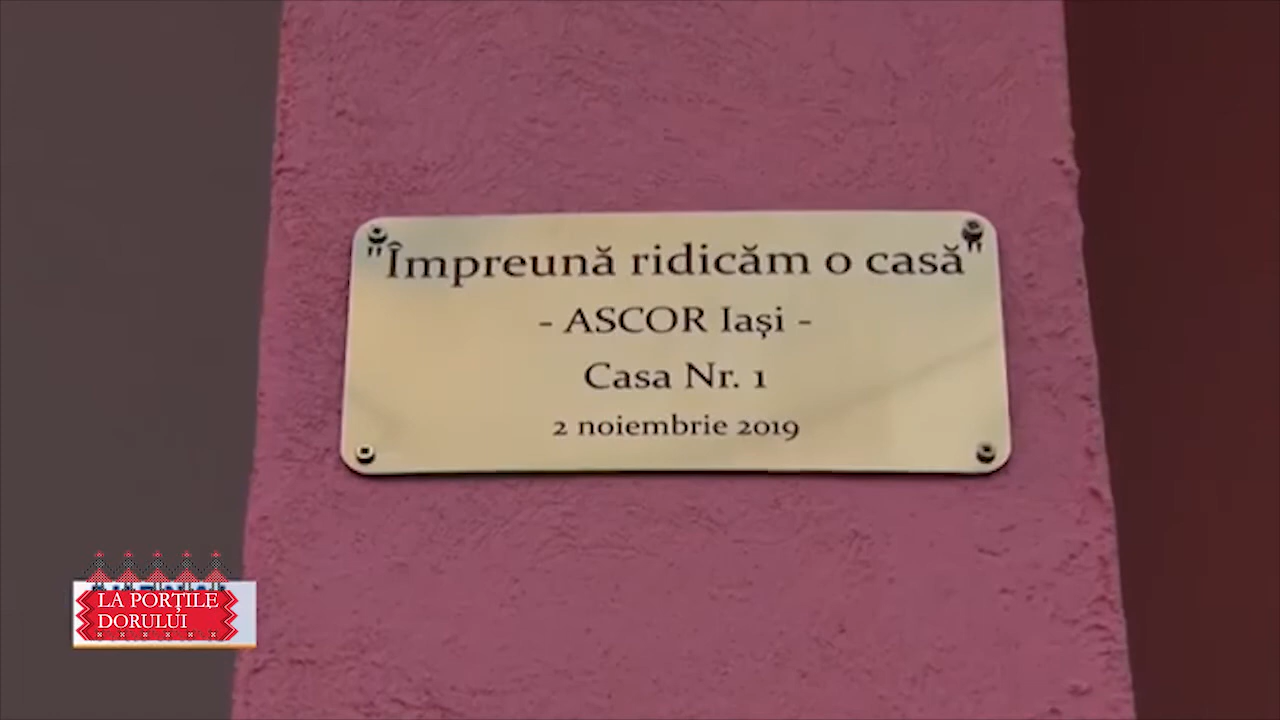 "Împreună ridicăm o casă"
- ASCOR Iași -
Casa Nr. 1
2 noiembrie 2019
LA PORȚILE
DORULUI